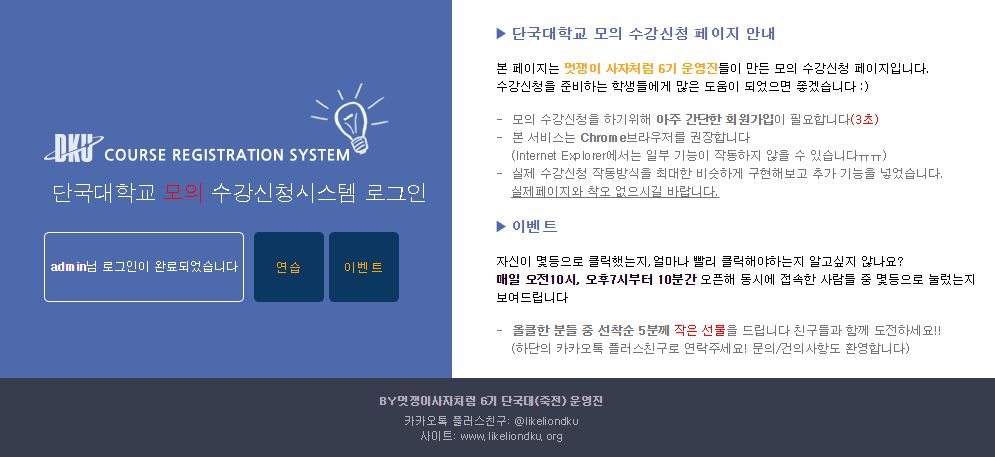 DKU COURSE REGISTRATION SYSTEM
단국대학교 모의 수강신청시스템 로그인
admin님 로그인이 완료되었습니다
연습
이벤트
▶ 단국대학교 모의 수강신청 페이지 안내
본 페이지는 멋쟁이 사자처럼 6기 운영진들이 만든 모의 수강신청 페이지입니다.
수강신청을 준비하는 학생들에게 많은 도움이 되었으면 좋겠습니다 :)
- 모의 수강신청을 하기위해 아주 간단한 회원가입이 필요합니다(3초)
- 본 서비스는 Chrome브라우저를 권장합니다
(Internet Explorer에서는 일부 기능이 작동하지 않을 수 있습니다ㅠㅠㅠ)
- 실제 수강신청 작동방식을 최대한 비슷하게 구현해보고 추가 기능을 넣었습니다.
실제페이지와 착오 없으시길 바랍니다.
▶ 이벤트
자신이 몇등으로 클릭했는지, 얼마나 빨리 클릭해야하는지 알고싶지 않나요?
매일 오전10시, 오후7시부터 10분간 오픈해 동시에 접속한 사람들 중 몇등으로 눌렀는지
보여드립니다
- 올클한 분들 중 선착순 5분께 작은 선물을 드립니다 친구들과 함께 도전하세요!!
(하단의 카카오톡 플러스친구로 연락주세요! 문의/건의사항도 환영합니다)
BY멋쟁이사자처럼 6기 단국대(죽전) 운영진
카카오톡 플러스친구: @likeliondku
사이트: www.likeliondku.org